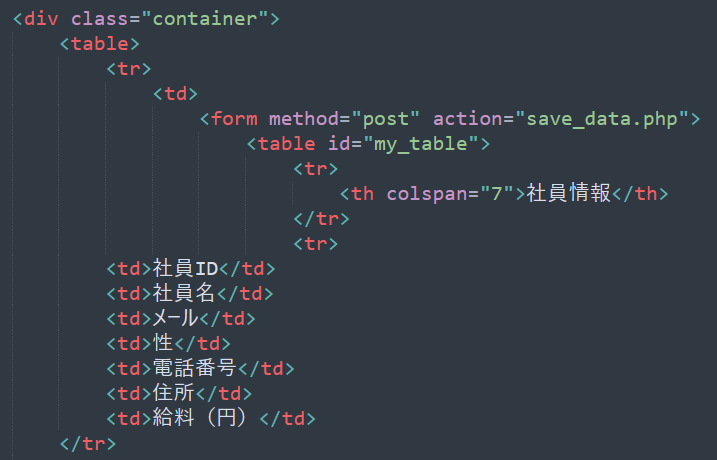 <div class="container">
<table>
<tr>
<td>
<form method="post" action="save_data.php">
<table id="my_table">
<tr>
<th colspan="7">社員情報</th>
</tr>
<tr>
<td>社員ID</td>
<td>社員名</td>
<td>メール</td>
<td>性</td>
<td>電話番号</td>
<td>住所</td>
<td>給料（円）</td>
</tr>